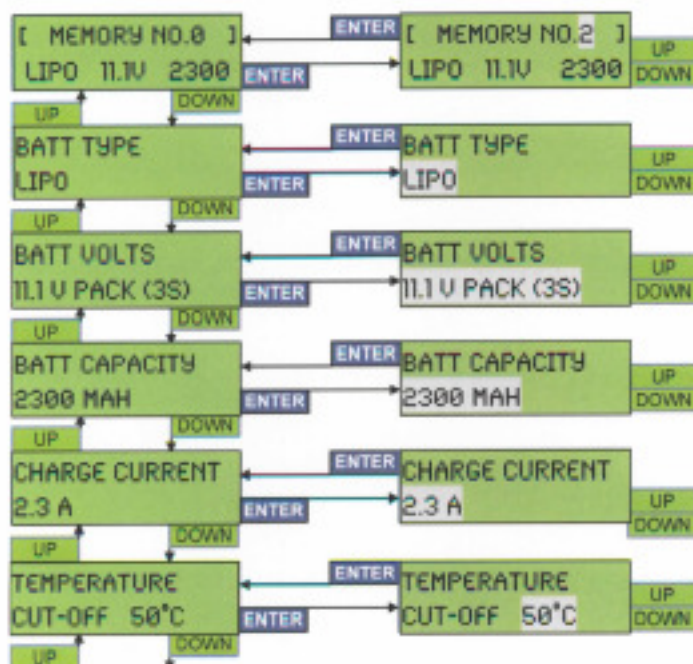 [ MEMORY NO.0 ]
LIPO 11.1V 2300
ENTER
ENTER
[ MEMORY NO.2 ]
LIPO 11.1V 2300
UP
DOWN
UP
DOWN
BATT TYPE
LIPO
ENTER
ENTER
BATT TYPE
LIPO
UP
DOWN
UP
DOWN
BATT VOLTS
11.1 V PACK (3S)
ENTER
ENTER
BATT VOLTS
11.1 V PACK (3S)
UP
DOWN
UP
DOWN
BATT CAPACITY
2300 MAH
ENTER
ENTER
BATT CAPACITY
2300 MAH
UP
DOWN
UP
DOWN
CHARGE CURRENT
2.3 A
ENTER
ENTER
CHARGE CURRENT
2.3 A
UP
DOWN
UP
DOWN
TEMPERATURE
CUT-OFF 50°C
ENTER
ENTER
TEMPERATURE
CUT-OFF 50°C
UP
DOWN
UP
DOWN